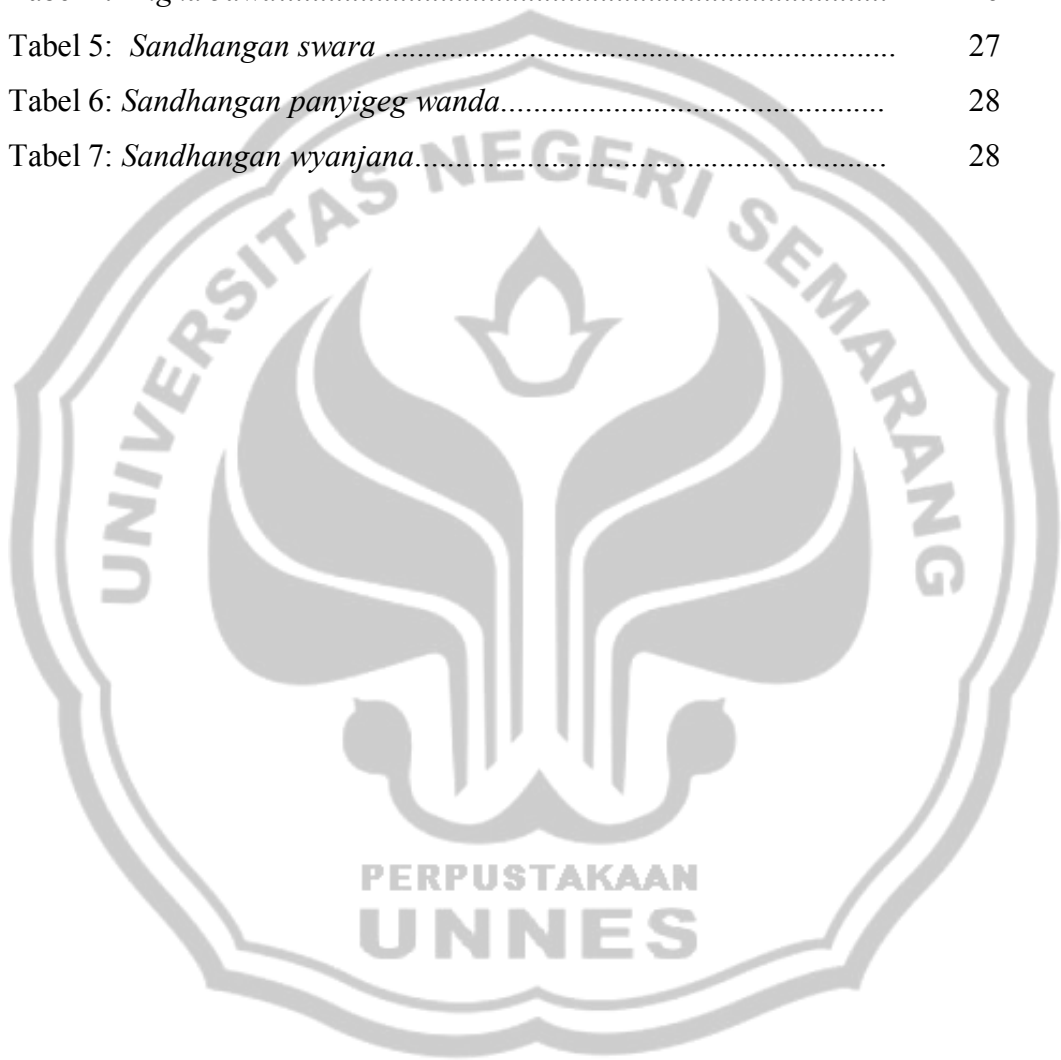 Tabel 5: Sandhangan swara .................................................................. 27
Tabel 6: Sandhangan panyigeg wanda................................................. 28
Tabel 7: Sandhangan wyanjana............................................................ 28
UNIVERSITAS NEGERI SEMARANG
PERPUSTAKAAN
UNNES